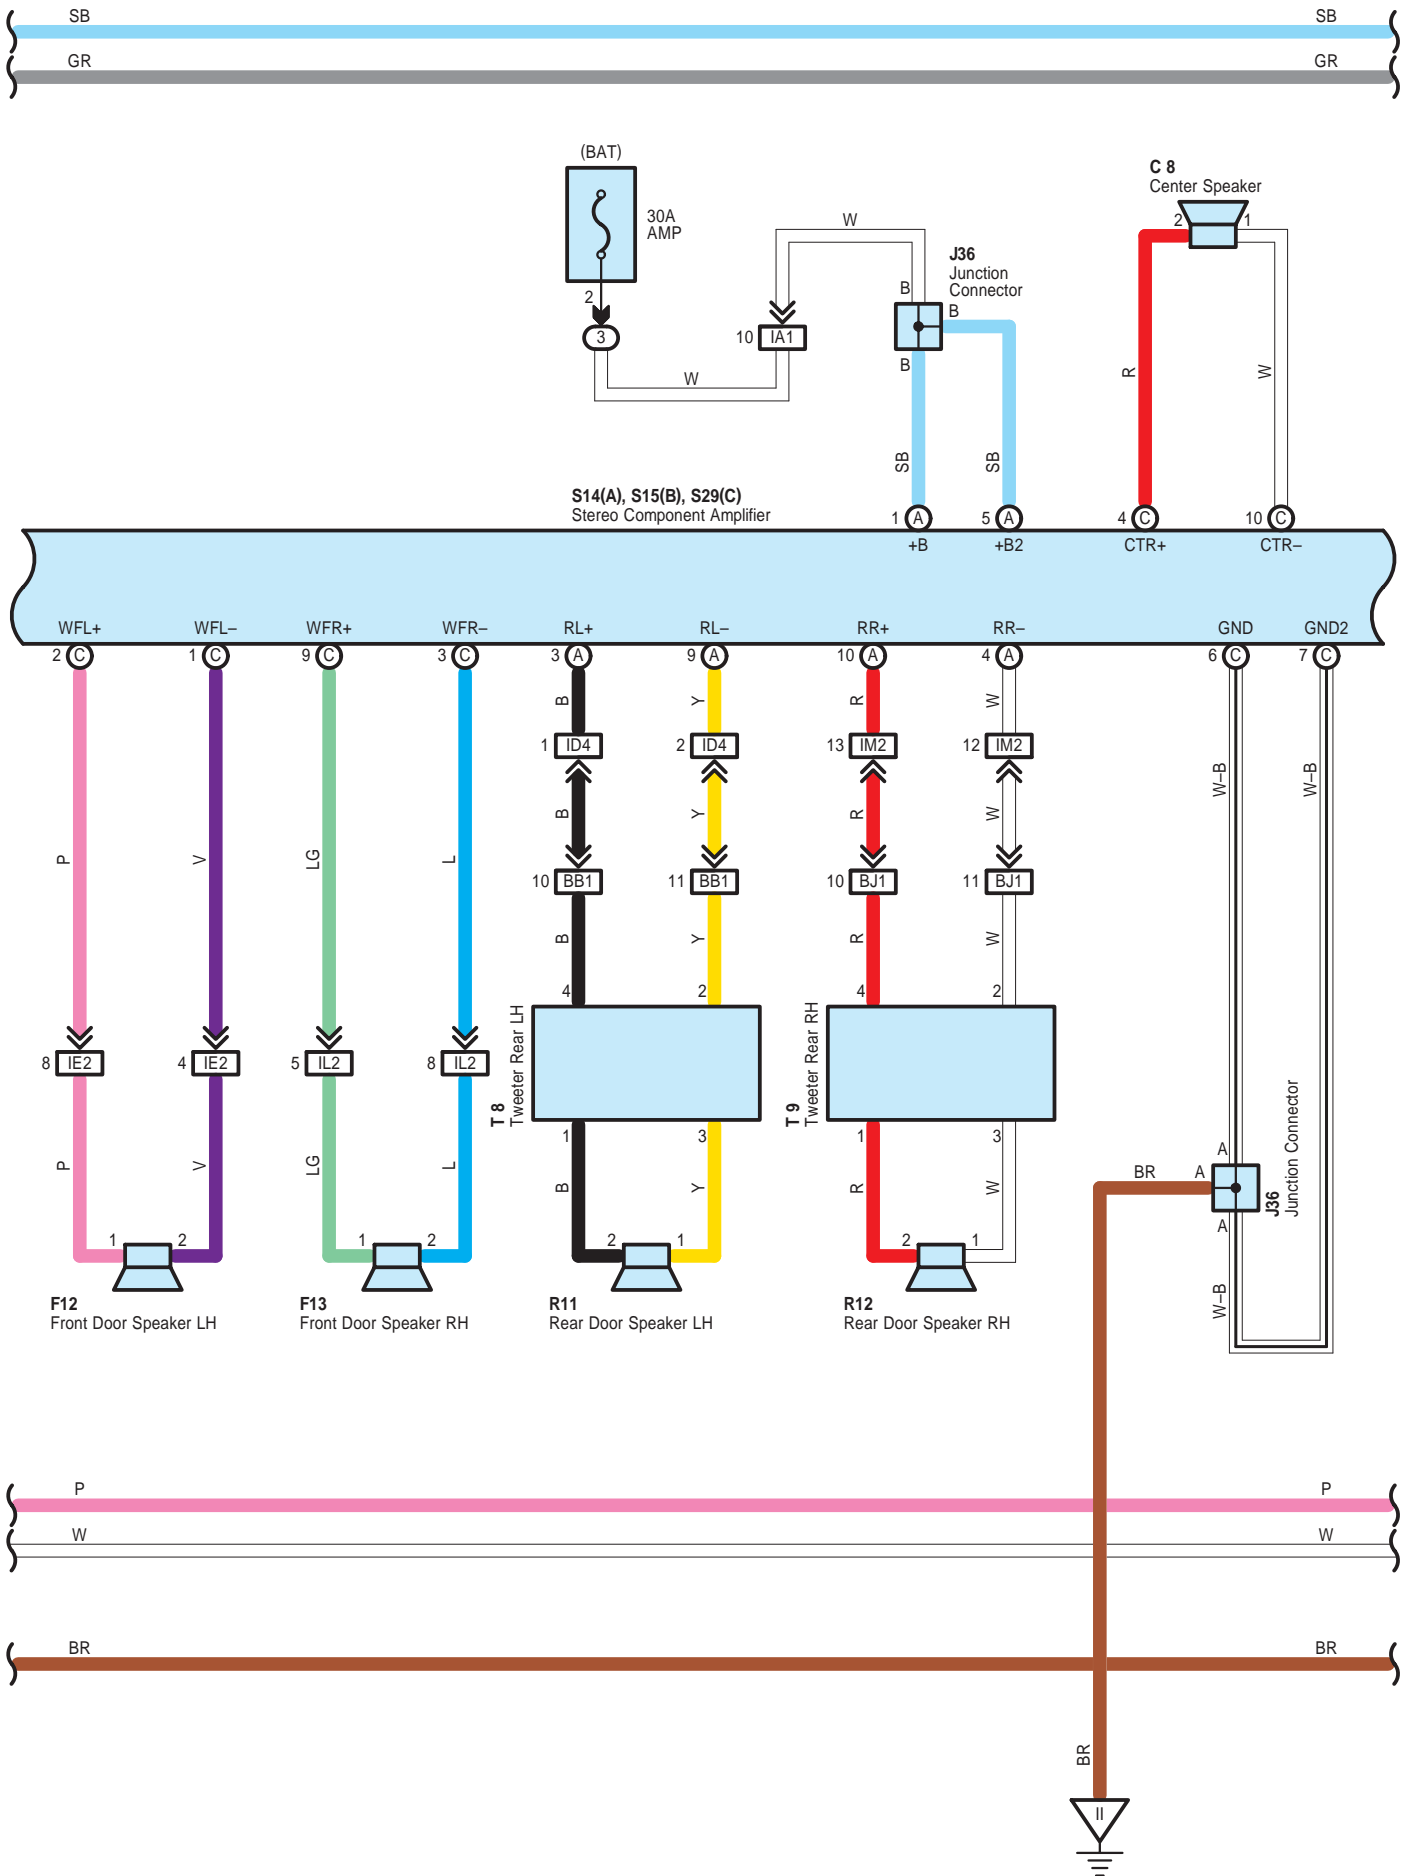 SB SB
GR GR
(BAT)
30A
AMP
2
3
W
10 IA1
W
J36
Junction
Connector
B
B
B
SB
SB
C 8
Center Speaker
2 1
R
W
S14(A), S15(B), S29(C)
Stereo Component Amplifier
1 A 5 A 4 C 10 C
+B +B2 CTR+ CTR–
WFL+ WFL– WFR+ WFR– RL+ RL– RR+ RR– GND GND2
2 C 1 C 9 C 3 C 3 A 9 A 10 A 4 A 6 C 7 C
B Y R W
1 ID4 2 ID4 13 IM2 12 IM2
W–B W–B
P V LG L B Y R W
10 BB1 11 BB1 10 BJ1 11 BJ1
B Y R W
4 2 4 2
8 IE2 4 IE2 5 IL2 8 IL2
T 8
Tweeter Rear LH
T 9
Tweeter Rear RH
1 3 1 3
P V LG L B Y R W
BR A A
A
J36
Junction Connector
W–B
1 2 1 2 2 1 2 1
F12
Front Door Speaker LH
F13
Front Door Speaker RH
R11
Rear Door Speaker LH
R12
Rear Door Speaker RH
P P
W W
BR BR
BR
II